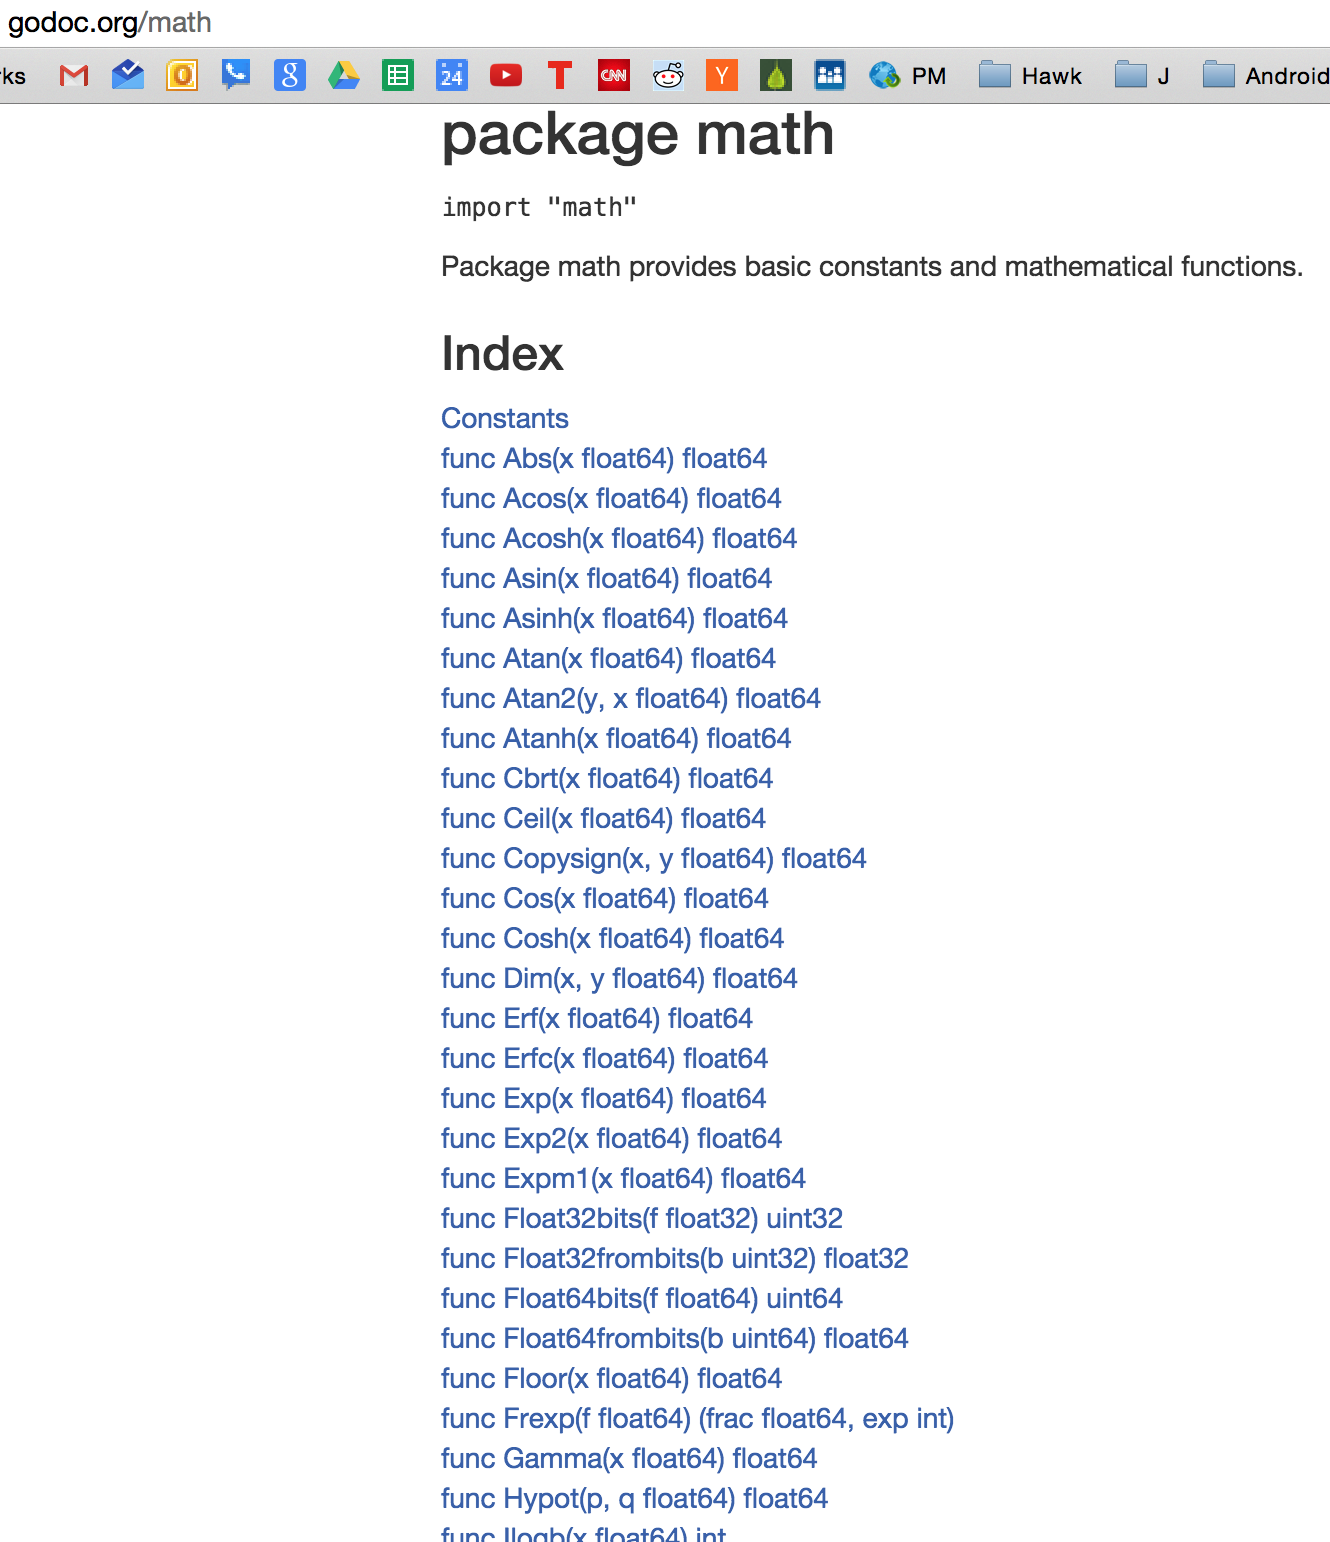 godoc.org/math
ks
24
T
CNN
Y
PM
Hawk
J
Android
package math
import "math"
Package math provides basic constants and mathematical functions.
Index
Constants
func Abs(x float64) float64
func Acos(x float64) float64
func Acosh(x float64) float64
func Asin(x float64) float64
func Asinh(x float64) float64
func Atan(x float64) float64
func Atan2(y, x float64) float64
func Atanh(x float64) float64
func Cbrt(x float64) float64
func Ceil(x float64) float64
func Copysign(x, y float64) float64
func Cos(x float64) float64
func Cosh(x float64) float64
func Dim(x, y float64) float64
func Erf(x float64) float64
func Erfc(x float64) float64
func Exp(x float64) float64
func Exp2(x float64) float64
func Expm1(x float64) float64
func Float32bits(f float32) uint32
func Float32frombits(b uint32) float32
func Float64bits(f float64) uint64
func Float64frombits(b uint64) float64
func Floor(x float64) float64
func Frexp(f float64) (frac float64, exp int)
func Gamma(x float64) float64
func Hypot(p, q float64) float64
func Ilogb(x float64) int